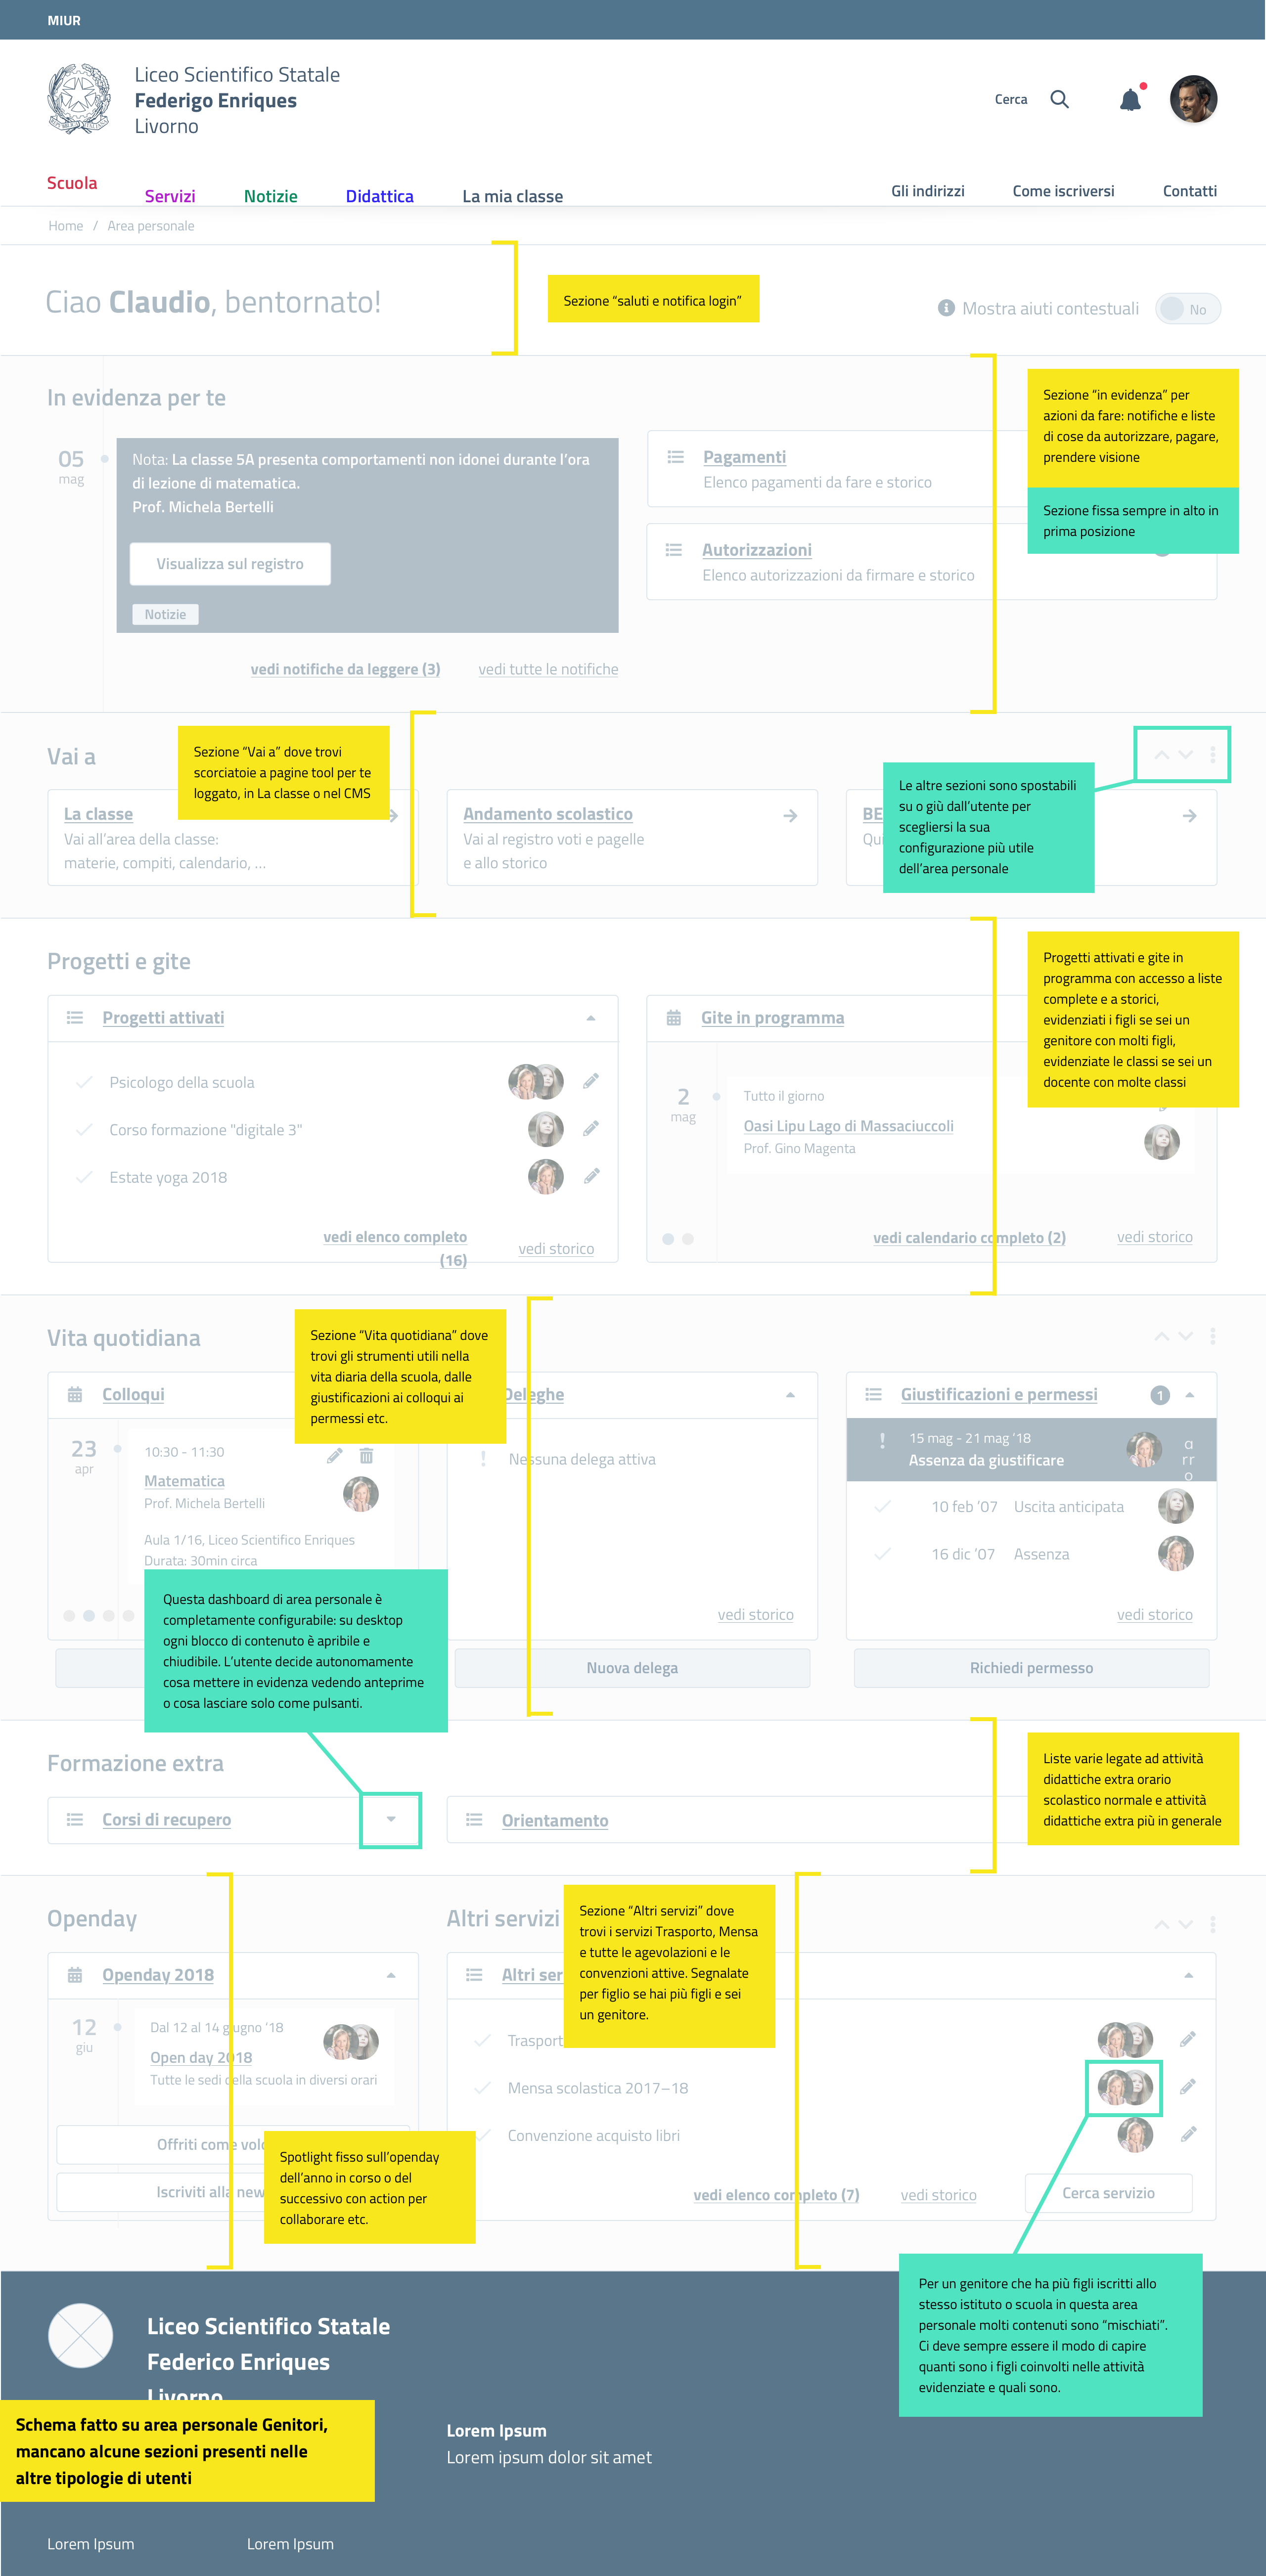 MIUR
Liceo Scientifico Statale
Federigo Enriques
Livorno
Cerca
Scuola
Servizi
Notizie
Didattica
La mia classe
Gli indirizzi
Come iscriversi
Contatti
Home / Area personale
Ciao Claudio, bentornato!
Sezione “saluti e notifica login”
Mostra aiuti contestuali
No
In evidenza per te
05
mag
Nota: La classe 5A presenta comportamenti non idonei durante l’ora
di lezione di matematica.
Prof. Michela Bertelli
Visualizza sul registro
Notizie
vedi notifiche da leggere (3)
vedi tutte le notifiche
Pagamenti
Elenco pagamenti da fare e storico
Autorizzazioni
Elenco autorizzazioni da firmare e storico
Sezione “in evidenza” per
azioni da fare: notifiche e liste
di cose da autorizzare, pagare,
prendere visione
Sezione fissa sempre in alto in
prima posizione
Vai a
Sezione “Vai a” dove trovi
scorciatoie a pagine tool per te
loggato, in La classe o nel CMS
La classe
Vai all’area della classe:
materie, compiti, calendario, ...
Andamento scolastico
Vai al registro voti e pagelle
e allo storico
BE
Qu
Le altre sezioni sono spostabili
su o giù dall’utente per
scegliersi la sua
configurazione più utile
dell’area personale
Progetti e gite
Progetti attivati
Psicologo della scuola
Corso formazione "digitale 3"
Estate yoga 2018
vedi elenco completo
(16)
vedi storico
Gite in programma
2
mag
Tutto il giorno
Oasi Lipu Lago di Massaciuccoli
Prof. Gino Magenta
vedi calendario completo (2)
vedi storico
Progetti attivati e gite in
programma con accesso a liste
complete e a storici,
evidenziati i figli se sei un
genitore con molti figli,
evidenziate le classi se sei un
docente con molte classi
Vita quotidiana
Sezione “Vita quotidiana” dove
trovi gli strumenti utili nella
vita diaria della scuola, dalle
giustificazioni ai colloqui ai
permessi etc.
Colloqui
23
apr
10:30 - 11:30
Matematica
Prof. Michela Bertelli
Aula 1/16, Liceo Scientifico Enriques
Durata: 30min circa
Deleghe
! Nessuna delega attiva
vedi storico
Nuova delega
Giustificazioni e permessi
1
! 15 mag - 21 mag ’18
Assenza da giustificare
a
rr
o
10 feb ’07 Uscita anticipata
16 dic ’07 Assenza
vedi storico
Richiedi permesso
Questa dashboard di area personale è
completamente configurabile: su desktop
ogni blocco di contenuto è apribile e
chiudibile. L’utente decide autonomamente
cosa mettere in evidenza vedendo anteprime
o cosa lasciare solo come pulsanti.
Formazione extra
Corsi di recupero
Orientamento
Liste varie legate ad attività
didattiche extra orario
scolastico normale e attività
didattiche extra più in generale
Openday
Openday 2018
12
giu
Dal 12 al 14 giugno ’18
Open day 2018
Tutte le sedi della scuola in diversi orari
Offriti come volo
Iscriviti alla new
Spotlight fisso sull’openday
dell’anno in corso o del
successivo con action per
collaborare etc.
Altri servizi
Altri ser
Sezione “Altri servizi” dove
trovi i servizi Trasporto, Mensa
e tutte le agevolazioni e le
convenzioni attive. Segnalate
per figlio se hai più figli e sei
un genitore.
Trasport
Mensa scolastica 2017–18
Convenzione acquisto libri
vedi elenco completo (7)
vedi storico
Cerca servizio
Per un genitore che ha più figli iscritti allo
stesso istituto o scuola in questa area
personale molti contenuti sono “mischiati”.
Ci deve sempre essere il modo di capire
quanti sono i figli coinvolti nelle attività
evidenziate e quali sono.
Liceo Scientifico Statale
Federico Enriques
Livorno
Schema fatto su area personale Genitori,
mancano alcune sezioni presenti nelle
altre tipologie di utenti
Lorem Ipsum
Lorem ipsum dolor sit amet
Lorem Ipsum
Lorem Ipsum